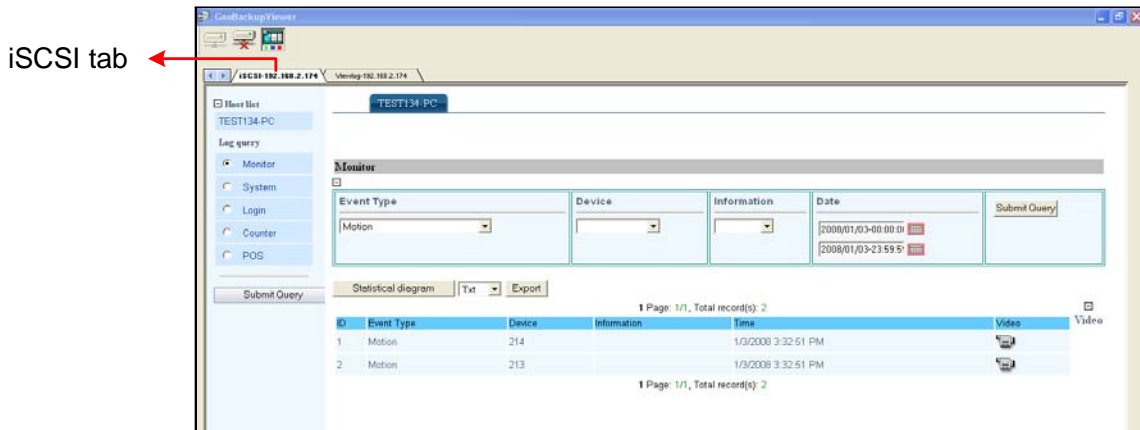 GeoBackupViewer
iSCSI tab
iSCSI-192.168.2.174 Viewlog-192.168.2.174
Host list
TEST134-PC
TEST134-PC
Log query
Monitor
System
Login
Counter
POS
Submit Query
Monitor
Event Type Device Information Date
Submit Query
Motion
2008/01/03-00:00:0
2008/01/03-23:59:5
Statistical diagram Txt Export
1 Page: 1/1, Total record(s): 2
Video
ID Event Type Device Information Time Video
1 Motion 214 1/3/2008 3:32:51 PM
2 Motion 213 1/3/2008 3:32:51 PM
1 Page: 1/1, Total record(s): 2